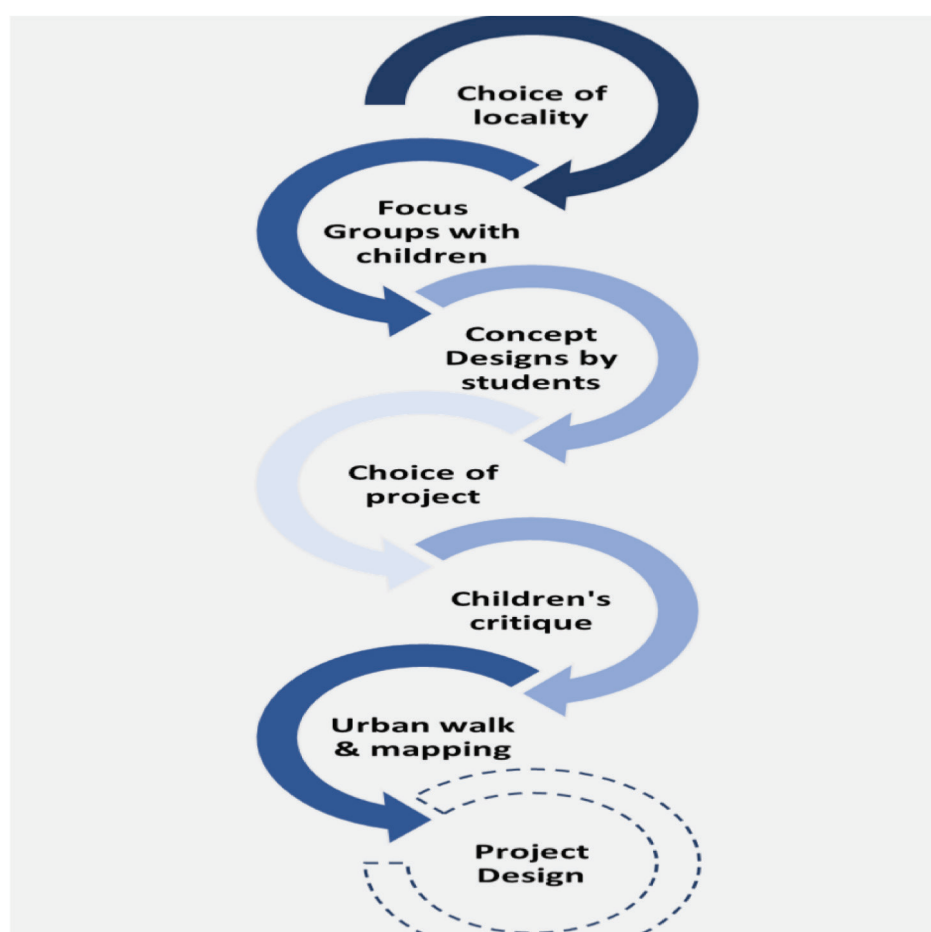 Choice of
locality
Focus
Groups with
children
Concept
Designs by
students
Choice of
project
Children's
critique
Urban walk
& mapping
Project
Design